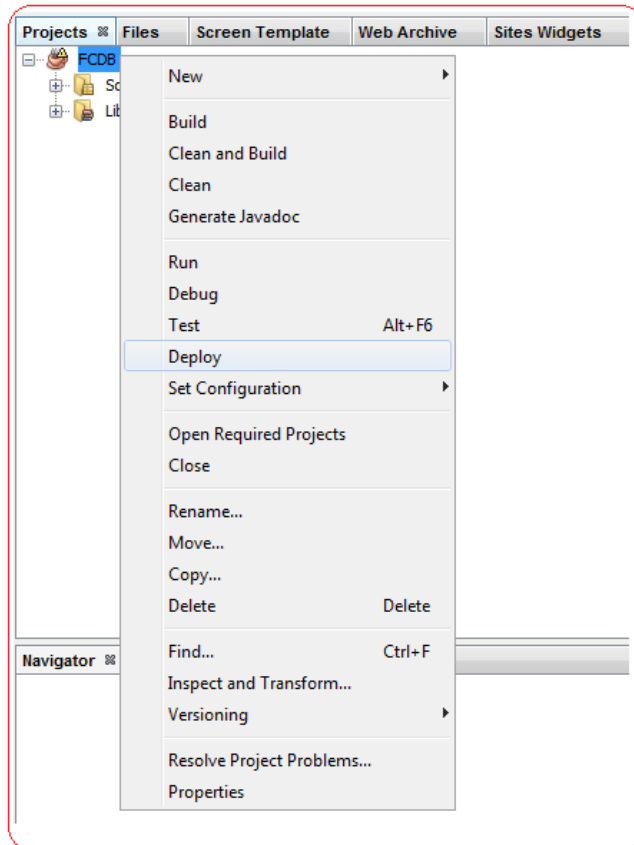 Projects Files Screen Template Web Archive Sites Widgets
FCDB
New
Build
Clean and Build
Clean
Generate Javadoc
Run
Debug
Test Alt+F6
Deploy
Set Configuration
Open Required Projects
Close
Rename...
Move...
Copy...
Delete Delete
Navigator
Find... Ctrl+F
Inspect and Transform...
Versioning
Resolve Project Problems...
Properties